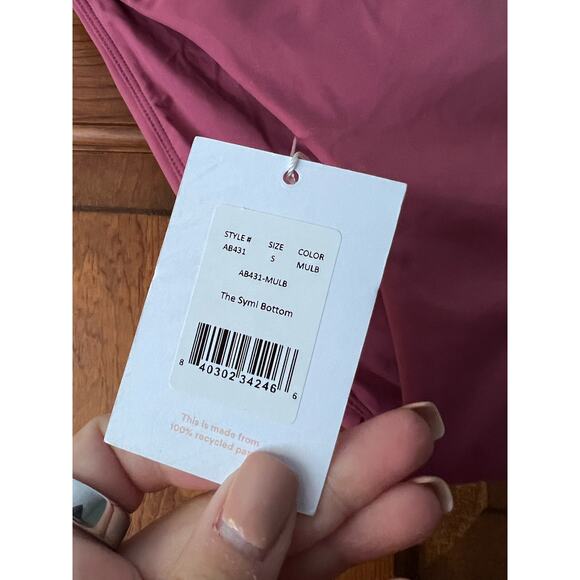 STYLE # SIZE COLOR
AB431 S MULB
AB431-MULB
The Symi Bottom
8 40302 34246 6
This is made from
100% recycled